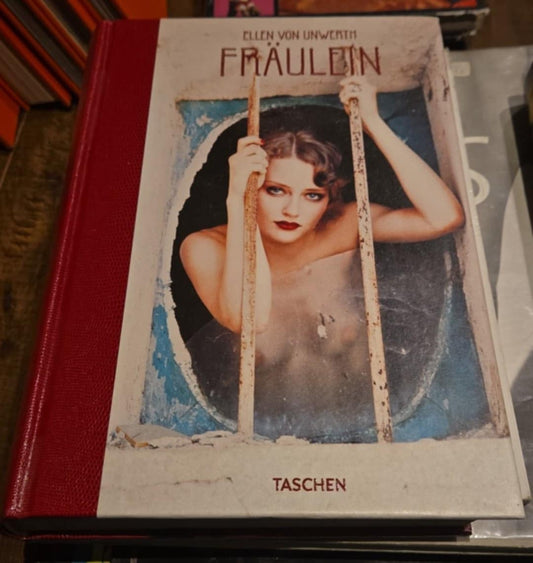 ELLEN VON UNWERTH
FRÄULEIN
TASCHEN